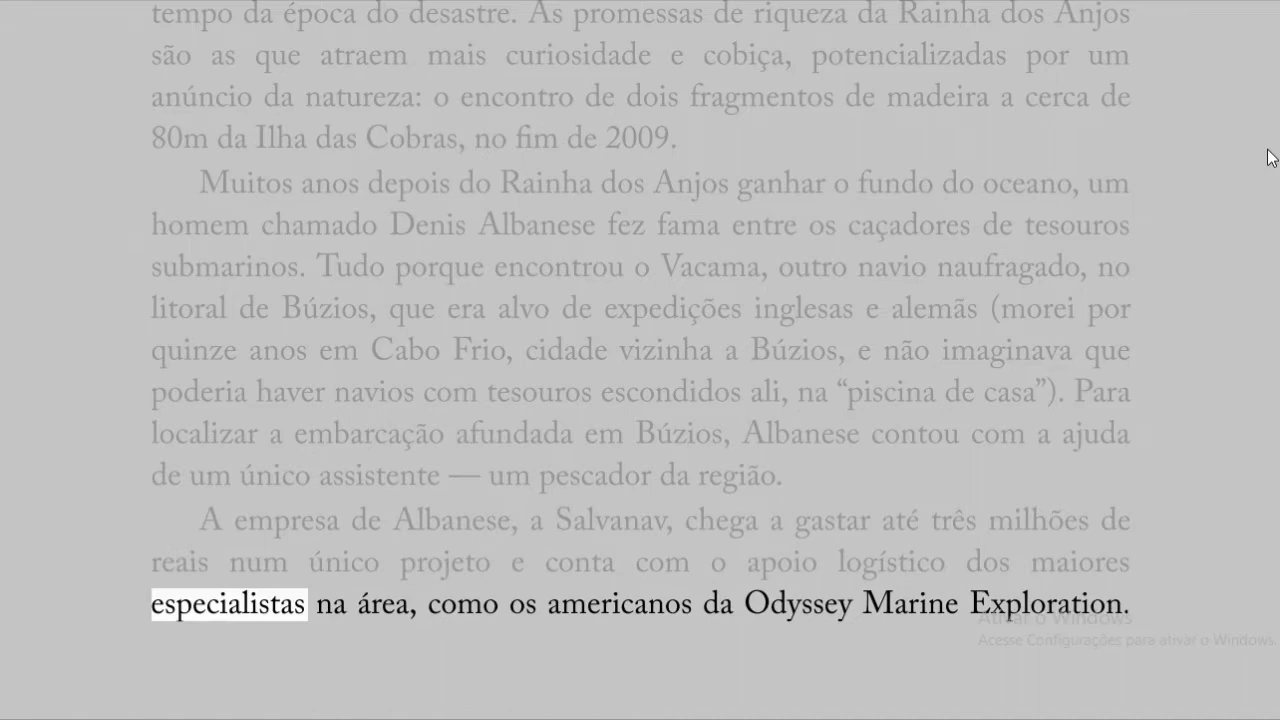 tempo da época do desastre. As promessas de riqueza da Rainha dos Anjos
são as que atraem mais curiosidade e cobiça, potencializadas por um
anúncio da natureza: o encontro de dois fragmentos de madeira a cerca de
80m da Ilha das Cobras, no fim de 2009.
Muitos anos depois do Rainha dos Anjos ganhar o fundo do oceano, um
homem chamado Denis Albanese fez fama entre os caçadores de tesouros
submarinos. Tudo porque encontrou o Vacama, outro navio naufragado, no
litoral de Búzios, que era alvo de expedições inglesas e alemãs (morei por
quinze anos em Cabo Frio, cidade vizinha a Búzios, e não imaginava que
poderia haver navios com tesouros escondidos ali, na “piscina de casa”). Para
localizar a embarcação afundada em Búzios, Albanese contou com a ajuda
de um único assistente — um pescador da região.
A empresa de Albanese, a Salvanav, chega a gastar até três milhões de
reais num único projeto e conta com o apoio logístico dos maiores
especialistas na área, como os americanos da Odyssey Marine Exploration.
Ativar o Windows
Acesse Configurações para ativar o Windows.